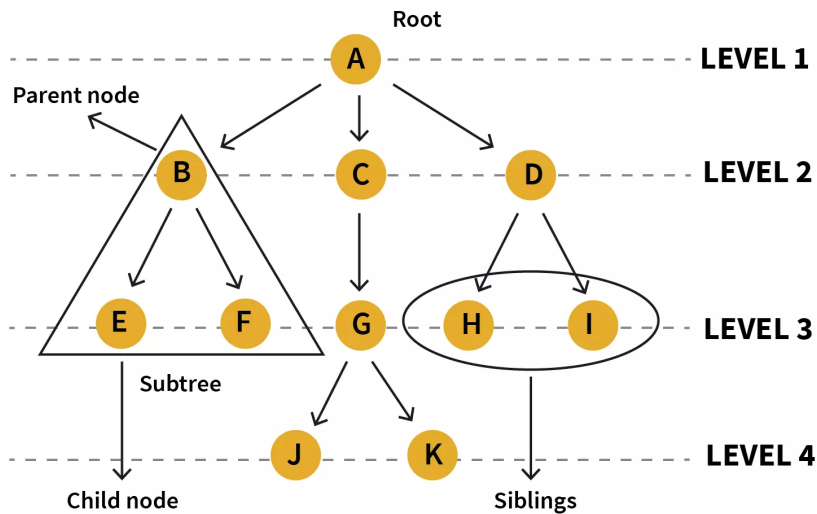 Root
A
LEVEL 1
Parent node
B
C
D
LEVEL 2
E
F
G
H
I
LEVEL 3
Subtree
J
K
LEVEL 4
Child node
Siblings